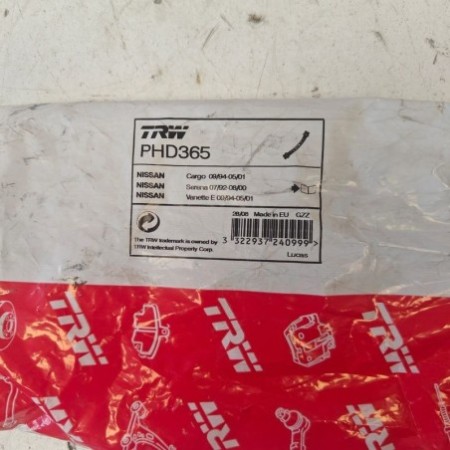 TRW
PHD365
NISSAN Cargo 09/94-05/01
NISSAN Serena 07/92-08/00
NISSAN Vanette E 00/94-05/01
38/08 Made in EU GZZ
The TRW trademark is owned by
TRW Intellectual Property Corp.
3 322937 240999 >
Lucas
TRW
TRW
TRW
TRW
TRW